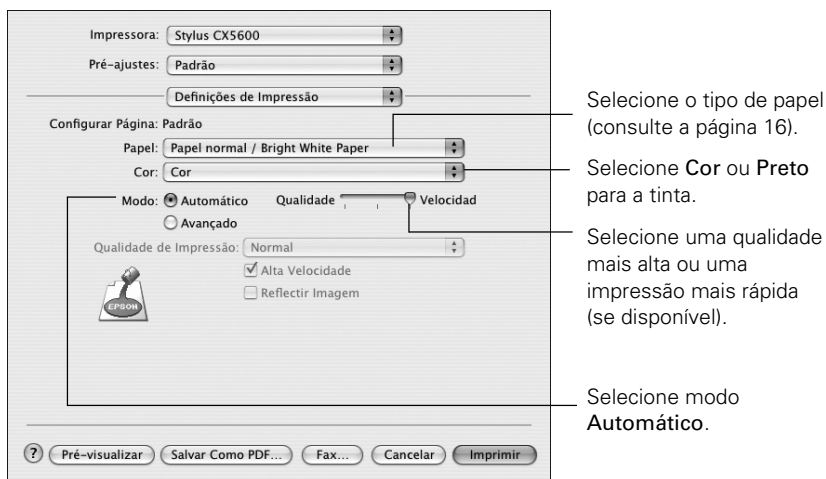 Impressora: Stylus CX5600
Pré-ajustes: Padrão
Definições de Impressão
Configurar Página: Padrão
Papel: Papel normal / Bright White Paper
Cor: Cor
Modo: Automático Qualidade Velocidad
Avançado
Qualidade de Impressão: Normal
Alta Velocidade
Reflectir Imagem
EPSON
? Pré-visualizar Salvar Como PDF... Fax... Cancelar Imprimir
Selecione o tipo de papel
(consulte a página 16).
Selecione Cor ou Preto
para a tinta.
Selecione uma qualidade
mais alta ou uma
impressão mais rápida
(se disponível).
Selecione modo
Automático.